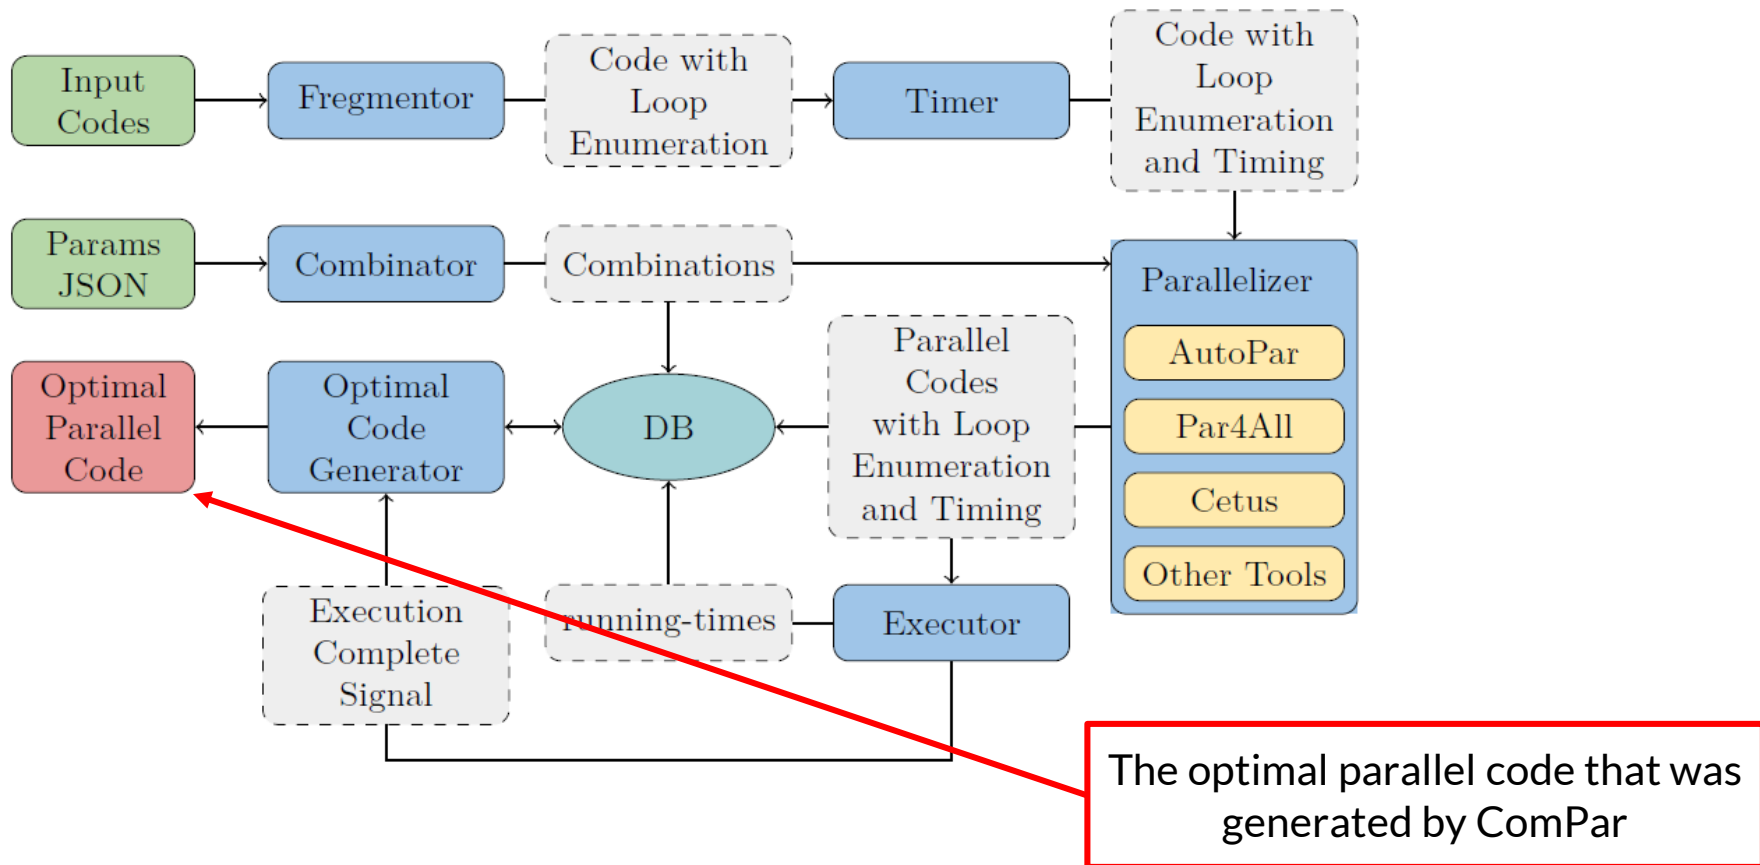 Input
Codes
Fregmentor
Code with
Loop
Enumeration
Timer
Code with
Loop
Enumeration
and Timing
Params
JSON
Combinator
Combinations
Parallelizer
AutoPar
Par4All
Cetus
Other Tools
Optimal
Parallel
Code
Optimal
Code
Generator
DB
Parallel
Codes
with Loop
Enumeration
and Timing
Execution
Complete
Signal
running-times
Executor
The optimal parallel code that was
generated by ComPar